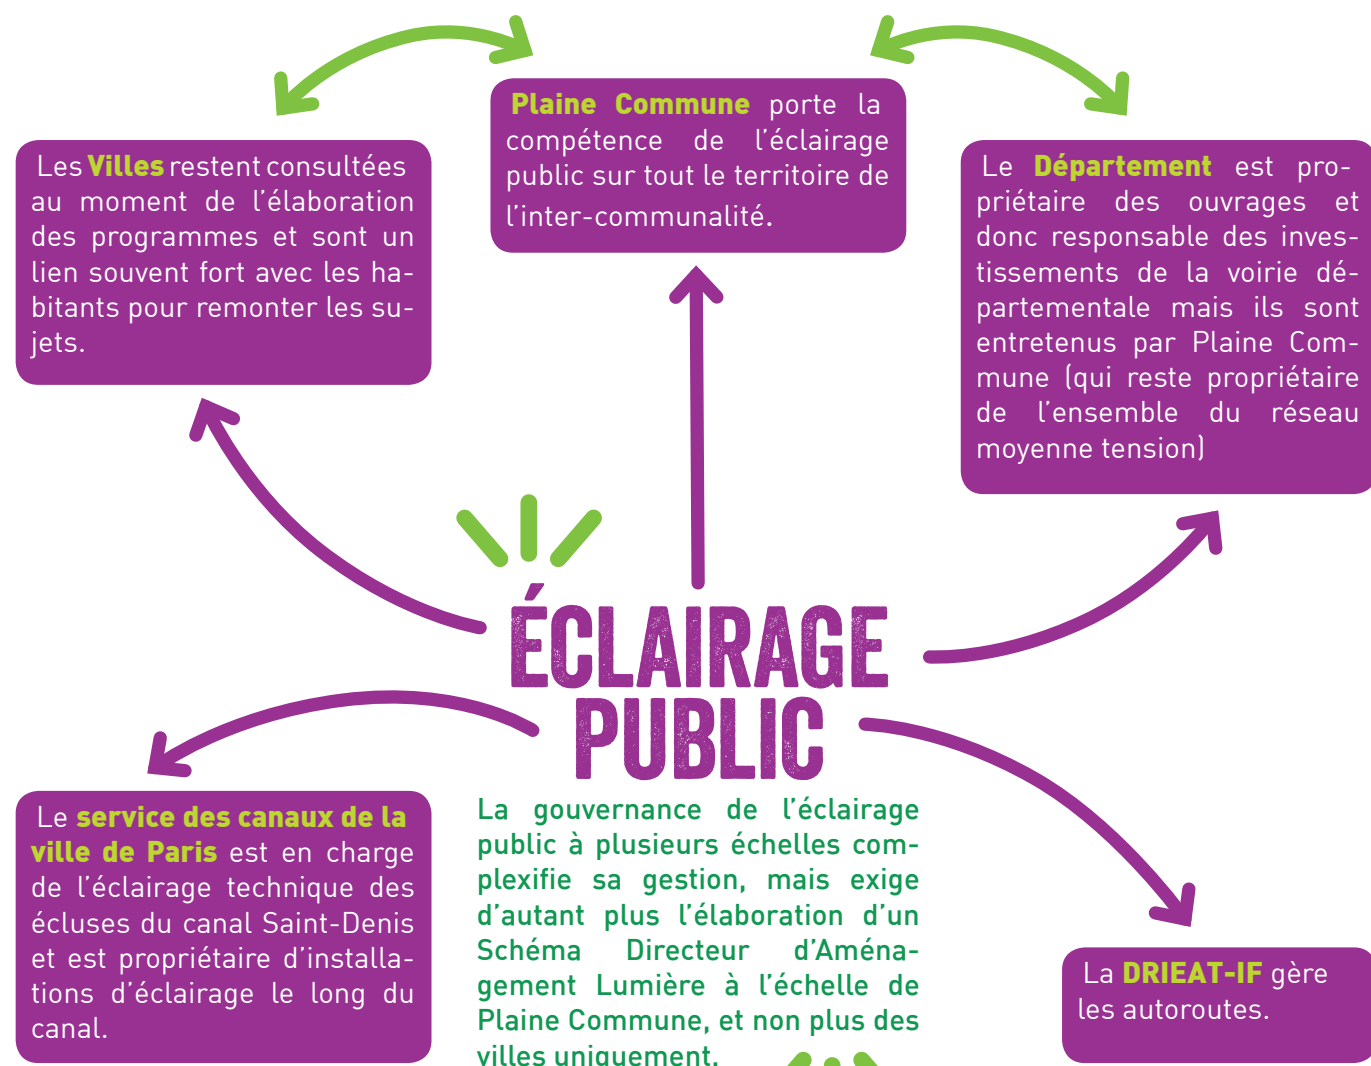 Plaine Commune porte la
compétence de l'éclairage
public sur tout le territoire de
l'inter-communalité.
Les Villes restent consultées
au moment de l'élaboration
des programmes et sont un
lien souvent fort avec les ha-
bitants pour remonter les su-
jets.
Le Département est pro-
priétaire des ouvrages et
donc responsable des inves-
tissements de la voirie dé-
partementale mais ils sont
entretenus par Plaine Com-
mune (qui reste propriétaire
de l'ensemble du réseau
moyenne tension)
ÉCLAIRAGE
PUBLIC
La gouvernance de l'éclairage
public à plusieurs échelles com-
plexifie sa gestion, mais exige
d'autant plus l'élaboration d'un
Schéma Directeur d'Aména-
gement Lumière à l'échelle de
Plaine Commune, et non plus des
villes uniquement.
Le service des canaux de la
ville de Paris est en charge
de l'éclairage technique des
écluses du canal Saint-Denis
et est propriétaire d'installa-
tions d'éclairage le long du
canal.
La DRIEAT-IF gère
les autoroutes.